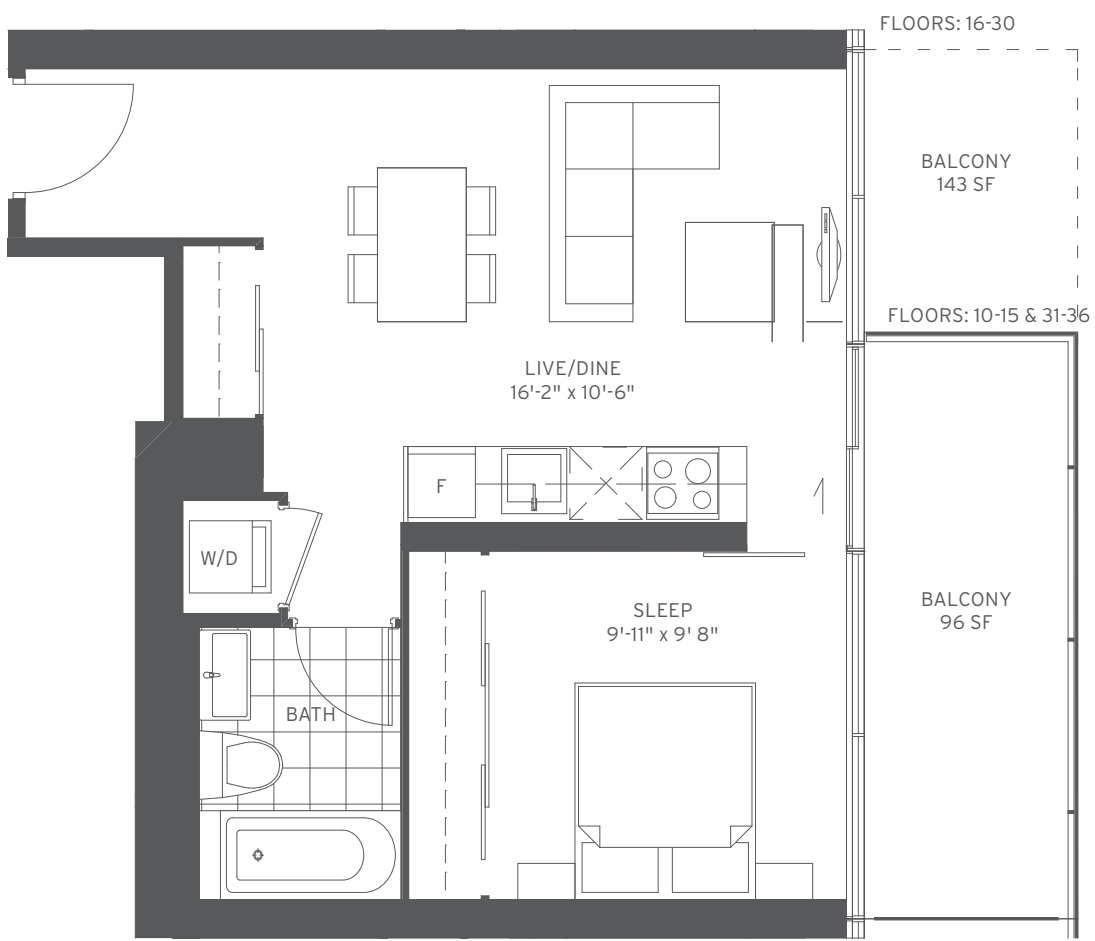 FLOORS: 16-30
BALCONY
143 SF
FLOORS: 10-15 & 31-36
LIVE/DINE
16'-2" x 10'-6"
F
W/D
SLEEP
9'-11" x 9' 8"
BALCONY
96 SF
BATH